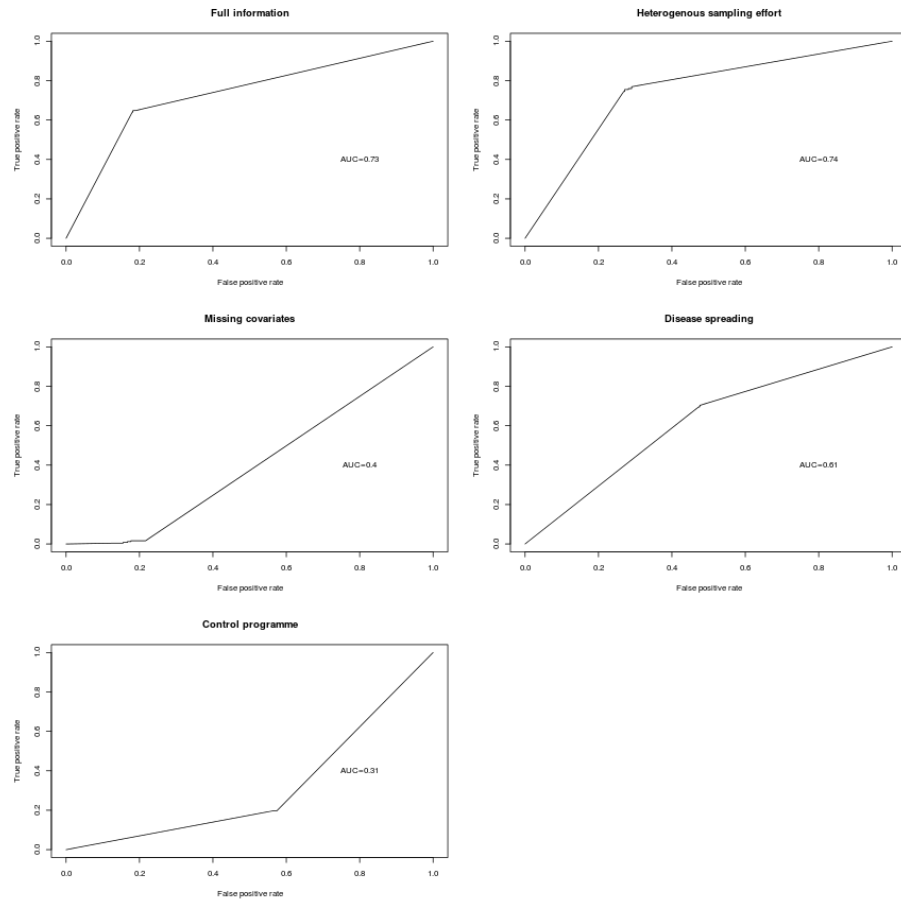 Full information
True positive rate
0.0 0.2 0.4 0.6 0.8 1.0
AUC=0.73
0.0 0.2 0.4 0.6 0.8 1.0
False positive rate
Heterogenous sampling effort
True positive rate
0.0 0.2 0.4 0.6 0.8 1.0
AUC=0.74
0.0 0.2 0.4 0.6 0.8 1.0
False positive rate
Missing covariates
True positive rate
0.0 0.2 0.4 0.6 0.8 1.0
AUC=0.4
0.0 0.2 0.4 0.6 0.8 1.0
False positive rate
Disease spreading
True positive rate
0.0 0.2 0.4 0.6 0.8 1.0
AUC=0.61
0.0 0.2 0.4 0.6 0.8 1.0
False positive rate
Control programme
True positive rate
0.0 0.2 0.4 0.6 0.8 1.0
AUC=0.31
0.0 0.2 0.4 0.6 0.8 1.0
False positive rate